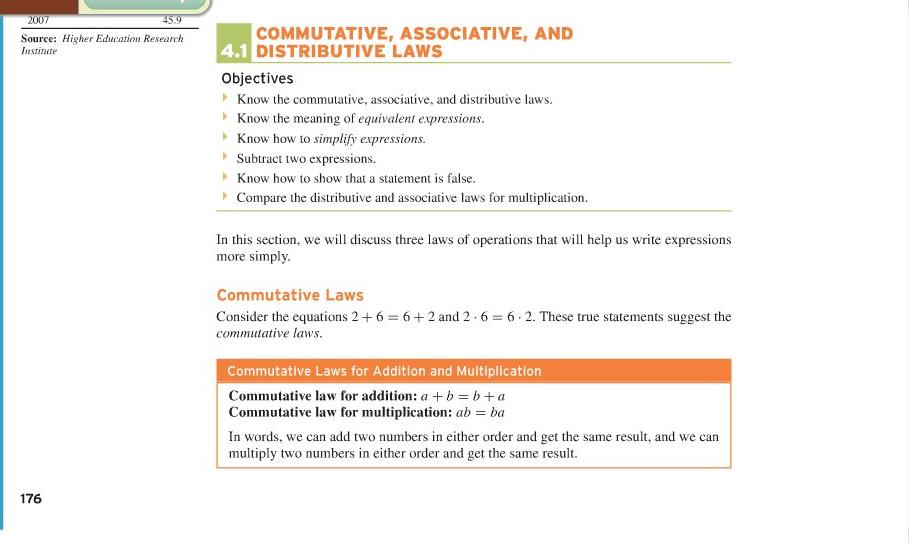 2007 45.9
Source: Higher Education Research
Institute
4.1 COMMUTATIVE, ASSOCIATIVE, AND
DISTRIBUTIVE LAWS
Objectives
Know the commutative, associative, and distributive laws.
Know the meaning of equivalent expressions.
Know how to simplify expressions.
Subtract two expressions.
Know how to show that a statement is false.
Compare the distributive and associative laws for multiplication.
In this section, we will discuss three laws of operations that will help us write expressions
more simply.
Commutative Laws
Consider the equations 2 + 6 = 6 + 2 and 2 · 6 = 6 · 2. These true statements suggest the
commutative laws.
Commutative Laws for Addition and Multiplication
Commutative law for addition: a + b = b + a
Commutative law for multiplication: ab = ba
In words, we can add two numbers in either order and get the same result, and we can
multiply two numbers in either order and get the same result.
176